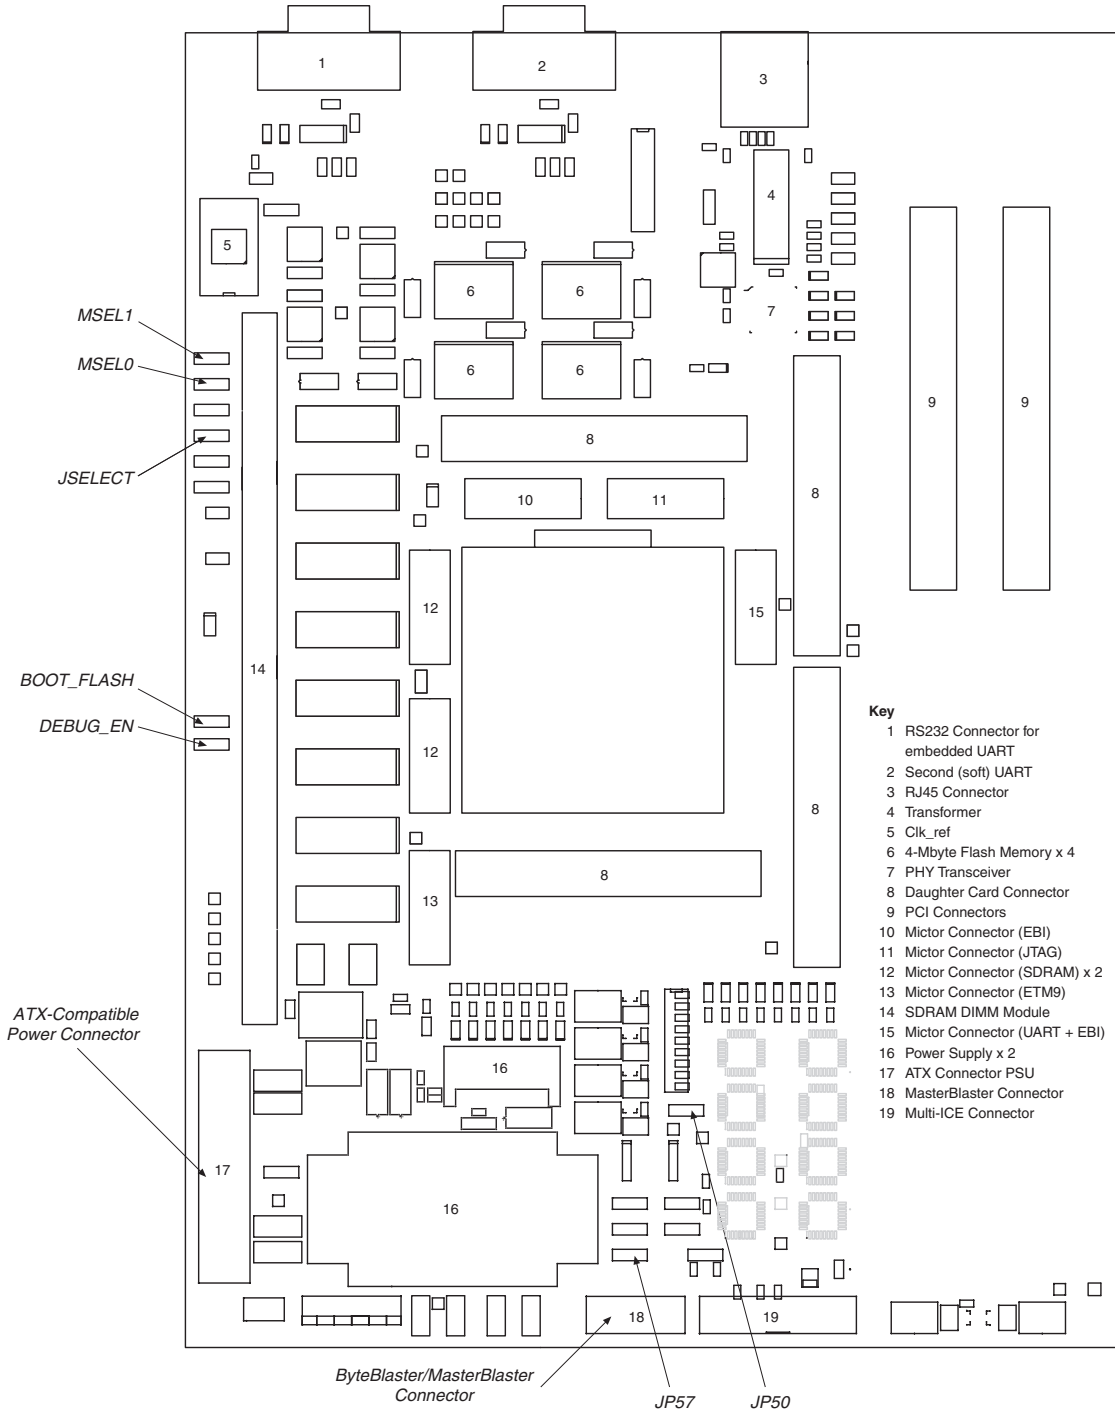 1
2
3
4
5
6
6
7
MSEL1
MSEL0
6
6
9
9
8
JSELECT
10
11
8
12
15
14
BOOT_FLASH
DEBUG_EN
12
8
8
13
Key
1 RS232 Connector for
embedded UART
2 Second (soft) UART
3 RJ45 Connector
4 Transformer
5 Clk_ref
6 4-Mbyte Flash Memory x 4
7 PHY Transceiver
8 Daughter Card Connector
9 PCI Connectors
10 Mictor Connector (EBI)
11 Mictor Connector (JTAG)
12 Mictor Connector (SDRAM) x 2
13 Mictor Connector (ETM9)
14 SDRAM DIMM Module
15 Mictor Connector (UART + EBI)
16 Power Supply x 2
17 ATX Connector PSU
18 MasterBlaster Connector
19 Multi-ICE Connector
ATX-Compatible
Power Connector
16
17
16
18
19
ByteBlaster/MasterBlaster
Connector
JP57
JP50